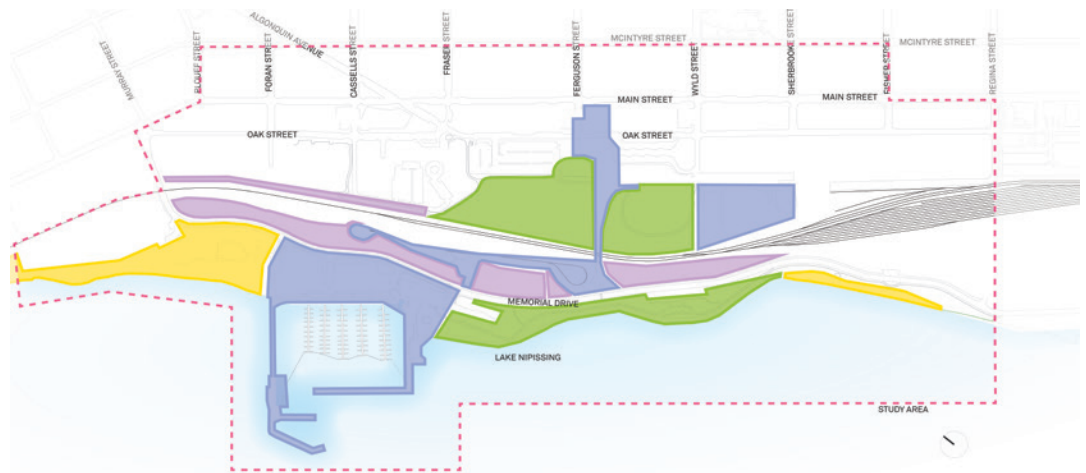 ALGONQUIN AVENUE
MURRAY STREET
FORAN STREET
CASSELLS STREET
FRASER STREET
FERGUSON STREET
MCINTYRE STREET
WYLD STREET
SHERBROOKE STREET
FISHER STREET
MCINTYRE STREET
REGINA STREET
MAIN STREET
MAIN STREET
OAK STREET
OAK STREET
MEMORIAL DRIVE
LAKE NIPISSING
STUDY AREA